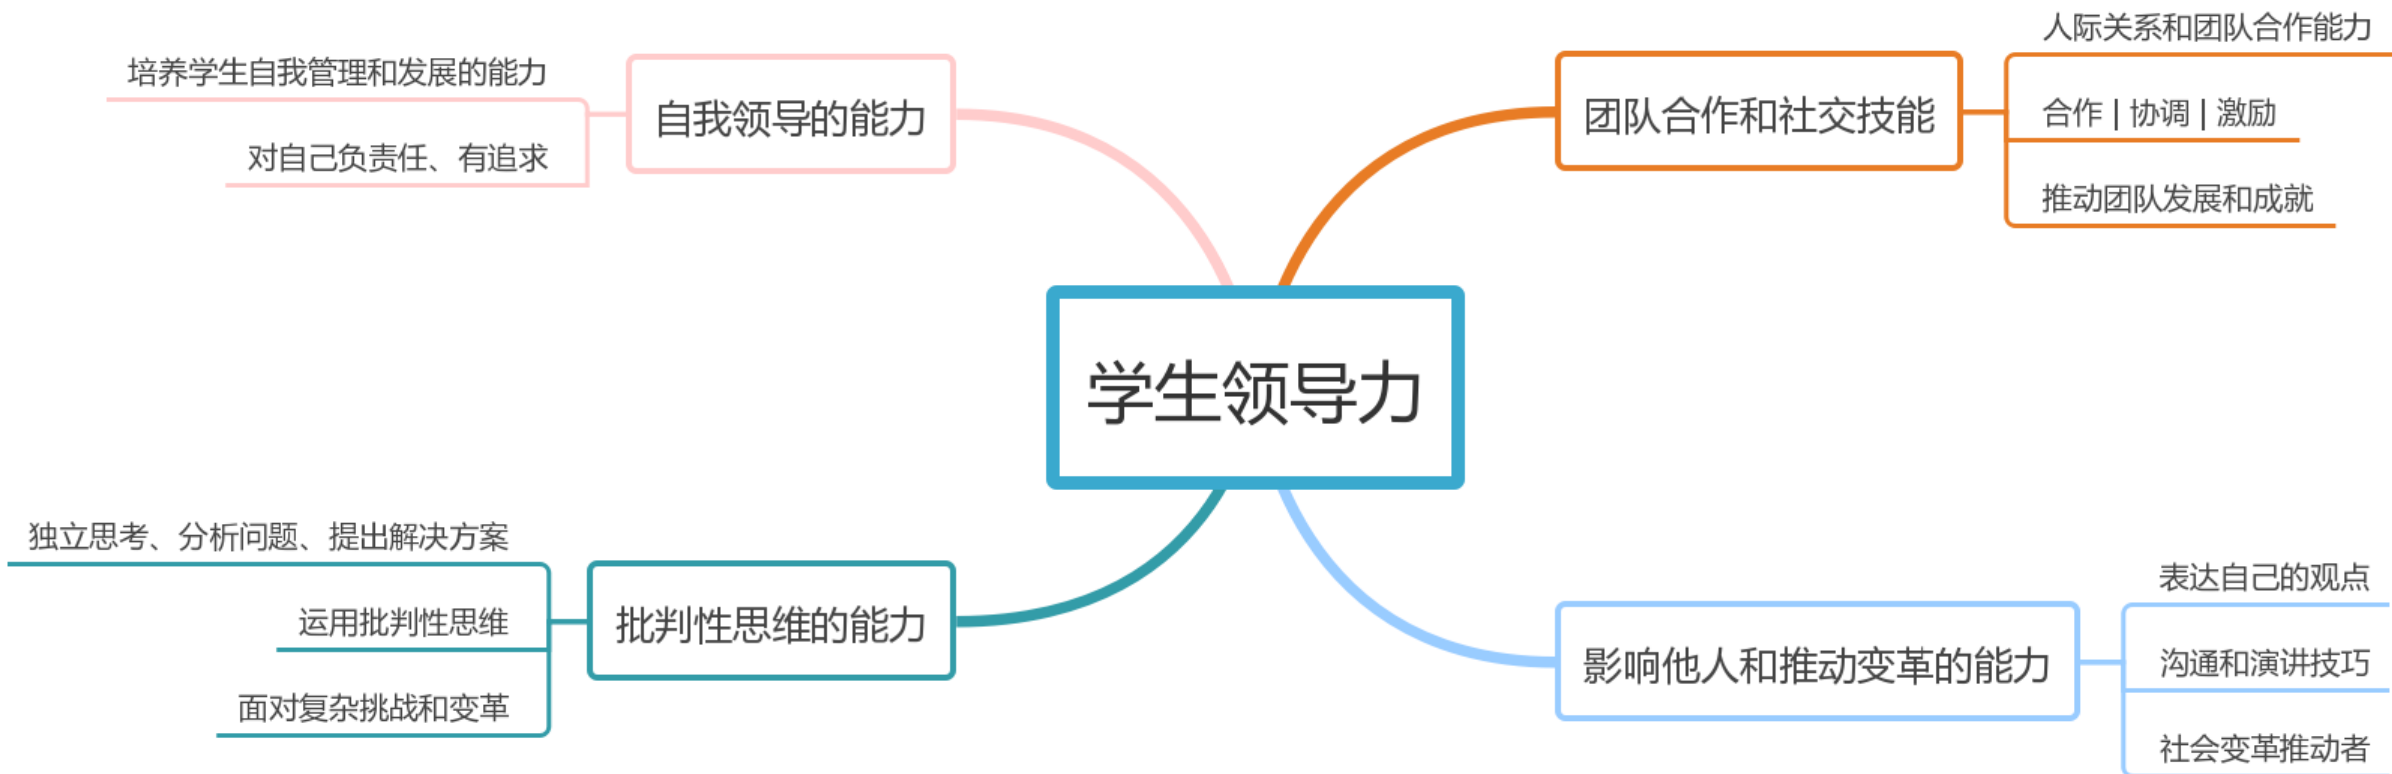 学生领导力
团队合作和社交技能
人际关系和团队合作能力
合作 | 协调 | 激励
推动团队发展和成就
影响他人和推动变革的能力
表达自己的观点
沟通和演讲技巧
社会变革推动者
自我领导的能力
培养学生自我管理和发展的能力
对自己负责任、有追求
批判性思维的能力
独立思考、分析问题、提出解决方案
运用批判性思维
面对复杂挑战和变革